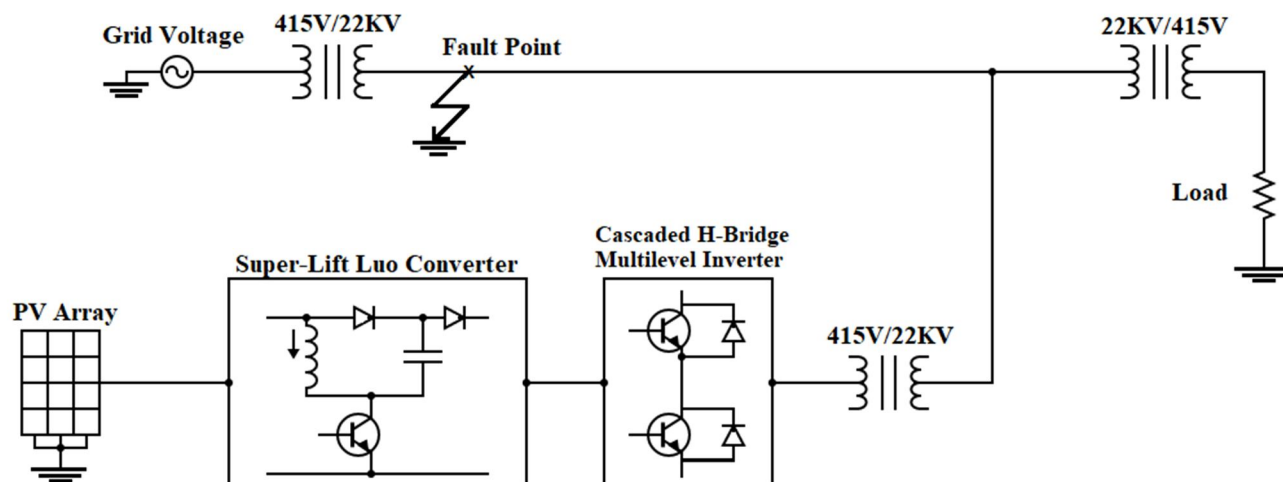 415V/22KV
22KV/415V
Grid Voltage
Fault Point
x
Load
Cascaded H-Bridge
Multilevel Inverter
Super-Lift Luo Converter
PV Array
415V/22KV